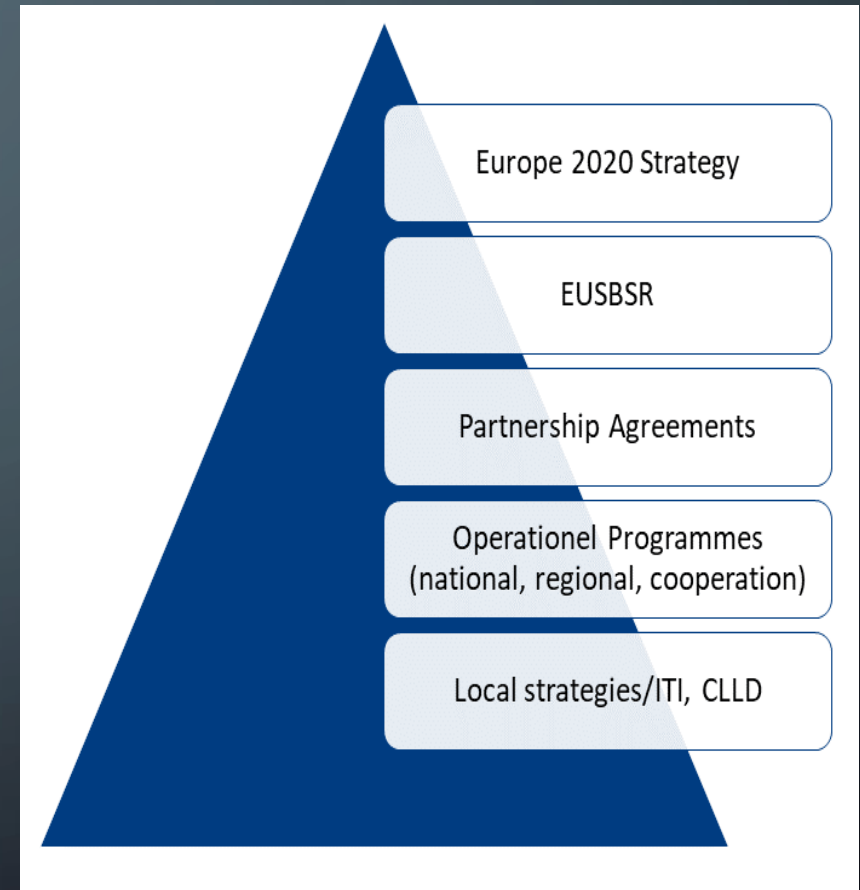 Europe 2020 Strategy
EUSBSR
Partnership Agreements
Operationel Programmes
(national, regional, cooperation)
Local strategies/ITI, CLLD